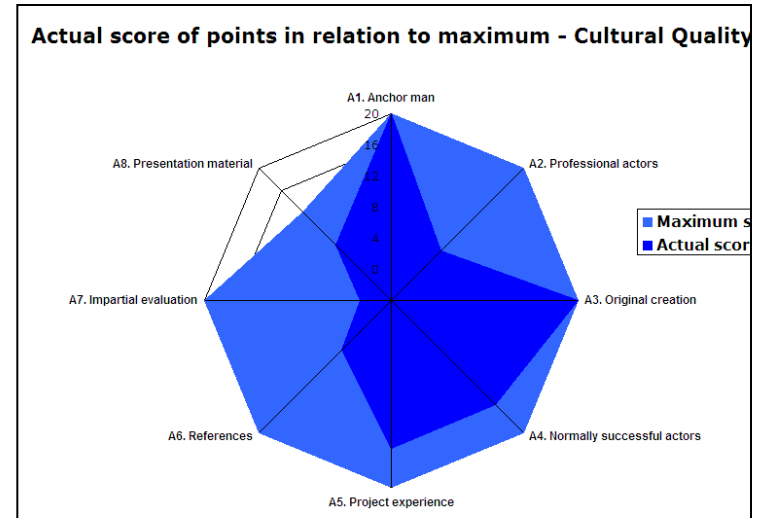 Actual score of points in relation to maximum - Cultural Quality
A1. Anchor man
20
16
12
8
4
0
A2. Professional actors
A8. Presentation material
Maximum s
Actual scor
A7. Impartial evaluation
A3. Original creation
A6. References
A4. Normally successful actors
A5. Project experience